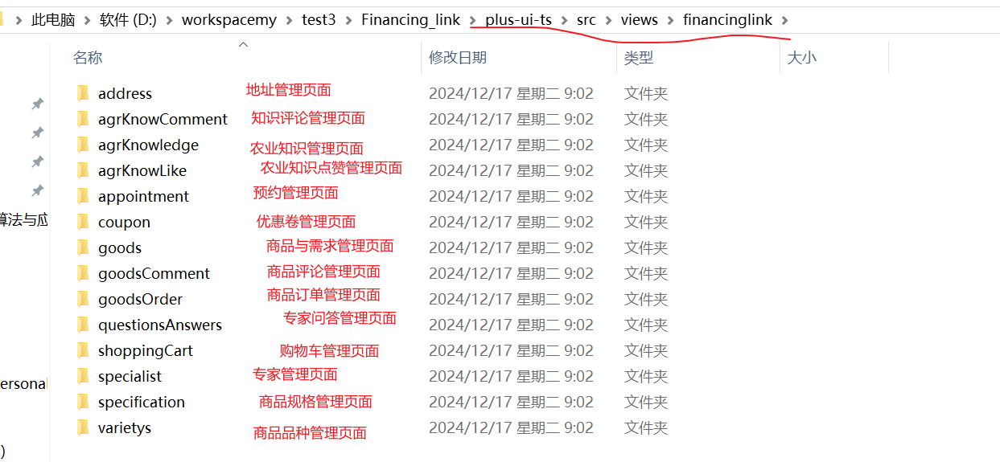 此电脑 > 软件 (D:) > workspacemy > test3 > Financing_link > plus-ui-ts > src > views > financinglink >
名称 修改日期 类型 大小
address 地址管理页面 2024/12/17 星期二 9:02 文件夹
agrKnowComment 知识评论管理页面 2024/12/17 星期二 9:02 文件夹
agrKnowledge 农业知识管理页面 2024/12/17 星期二 9:02 文件夹
agrKnowLike 农业知识点赞管理页面 2024/12/17 星期二 9:02 文件夹
appointment 预约管理页面 2024/12/17 星期二 9:02 文件夹
算法与应
coupon 优惠卷管理页面 2024/12/17 星期二 9:02 文件夹
goods 商品与需求管理页面 2024/12/17 星期二 9:02 文件夹
goodsComment 商品评论管理页面 2024/12/17 星期二 9:02 文件夹
goodsOrder 商品订单管理页面 2024/12/17 星期二 9:02 文件夹
questionsAnswers 专家问答管理页面 2024/12/17 星期二 9:02 文件夹
shoppingCart 购物车管理页面 2024/12/17 星期二 9:02 文件夹
specialist 专家管理页面 2024/12/17 星期二 9:02 文件夹
ersonal
specification 商品规格管理页面 2024/12/17 星期二 9:02 文件夹
varietys 商品品种管理页面 2024/12/17 星期二 9:02 文件夹
)